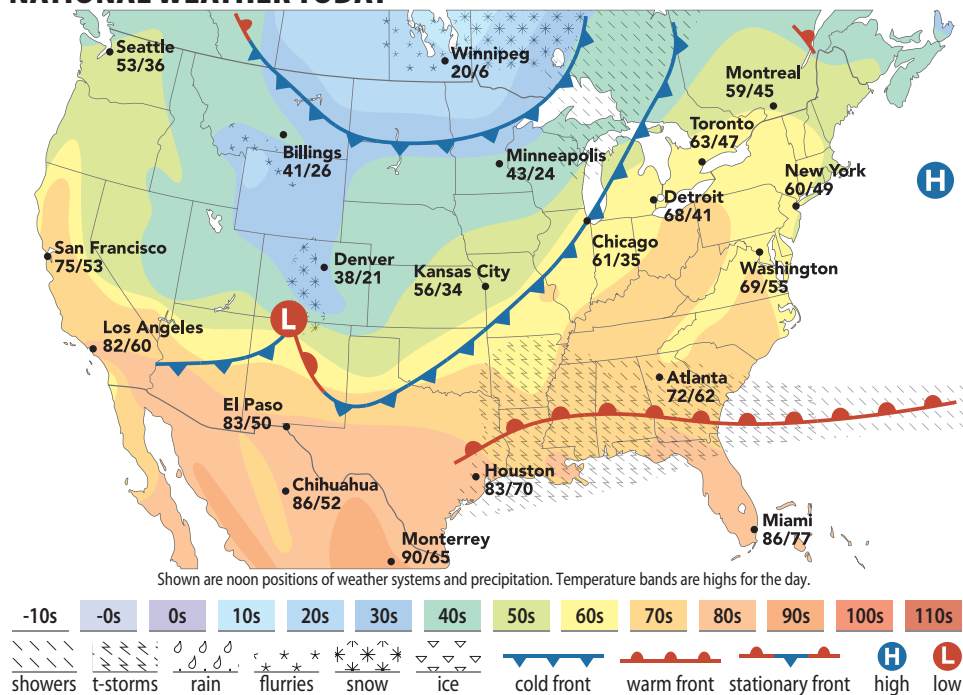 NATIONAL WEATHER TODAY
Seattle
53/36
Winnipeg
20/6
Montreal
59/45
Toronto
63/47
Billings
41/26
Minneapolis
43/24
New York
60/49
H
Detroit
68/41
San Francisco
75/53
Denver
38/21
Kansas City
56/34
Chicago
61/35
Washington
69/55
L
Los Angeles
82/60
Atlanta
72/62
El Paso
83/50
Houston
83/70
Chihuahua
86/52
Miami
86/77
Monterrey
90/65
Shown are noon positions of weather systems and precipitation. Temperature bands are highs for the day.
-10s -0s 0s 10s 20s 30s 40s 50s 60s 70s 80s 90s 100s 110s
H L
showers t-storms rain flurries snow ice cold front warm front stationary front high low